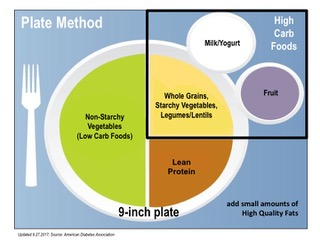 Plate Method
High
Carb
Foods
Milk/Yogurt
Fruit
Whole Grains,
Starchy Vegetables,
Legumes/Lentils
Non-Starchy
Vegetables
(Low Carb Foods)
Lean
Protein
9-inch plate
add small amounts of
High Quality Fats
Updated 9.27.2017; Source: American Diabetes Association